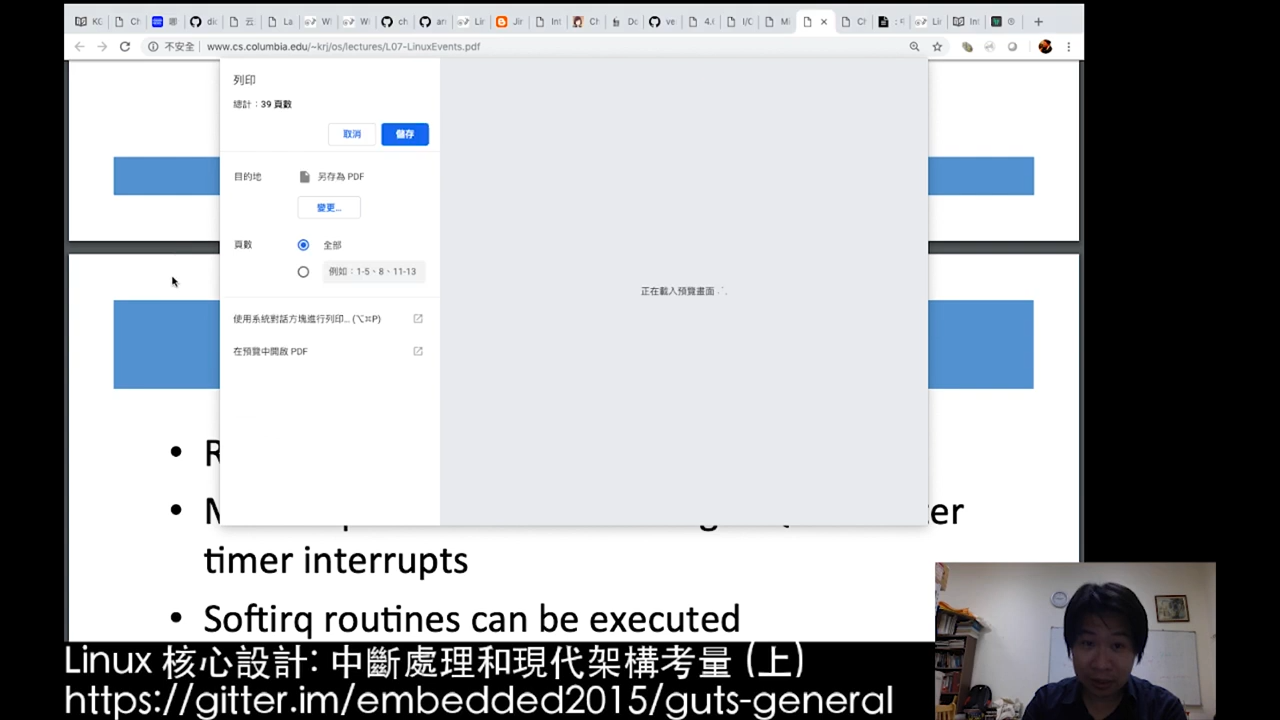 不安全 www.cs.columbia.edu/~krj/os/lectures/L07-LinuxEvents.pdf
列印
總計：39 頁數
取消 儲存
目的地 另存為 PDF
變更...
頁數 全部
例如：1-5、8、11-13
正在載入預覽畫面
使用系統對話方塊進行列印... (⌥⌘P)
在預覽中開啟 PDF
timer interrupts
• Softirq routines can be executed
Linux 核心設計: 中斷處理和現代架構考量 (上)
https://gitter.im/embedded2015/guts-general